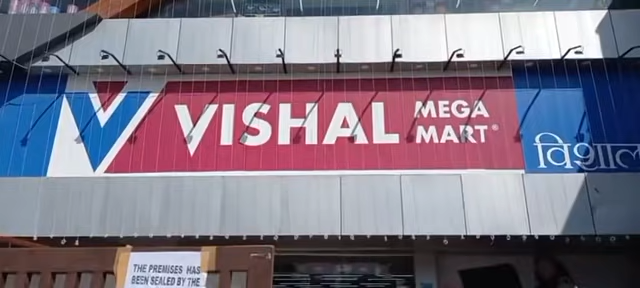 VISHAL
MEGA
MART®
विशाल
THE PREMISES HAS
BEEN SEALED BY THE